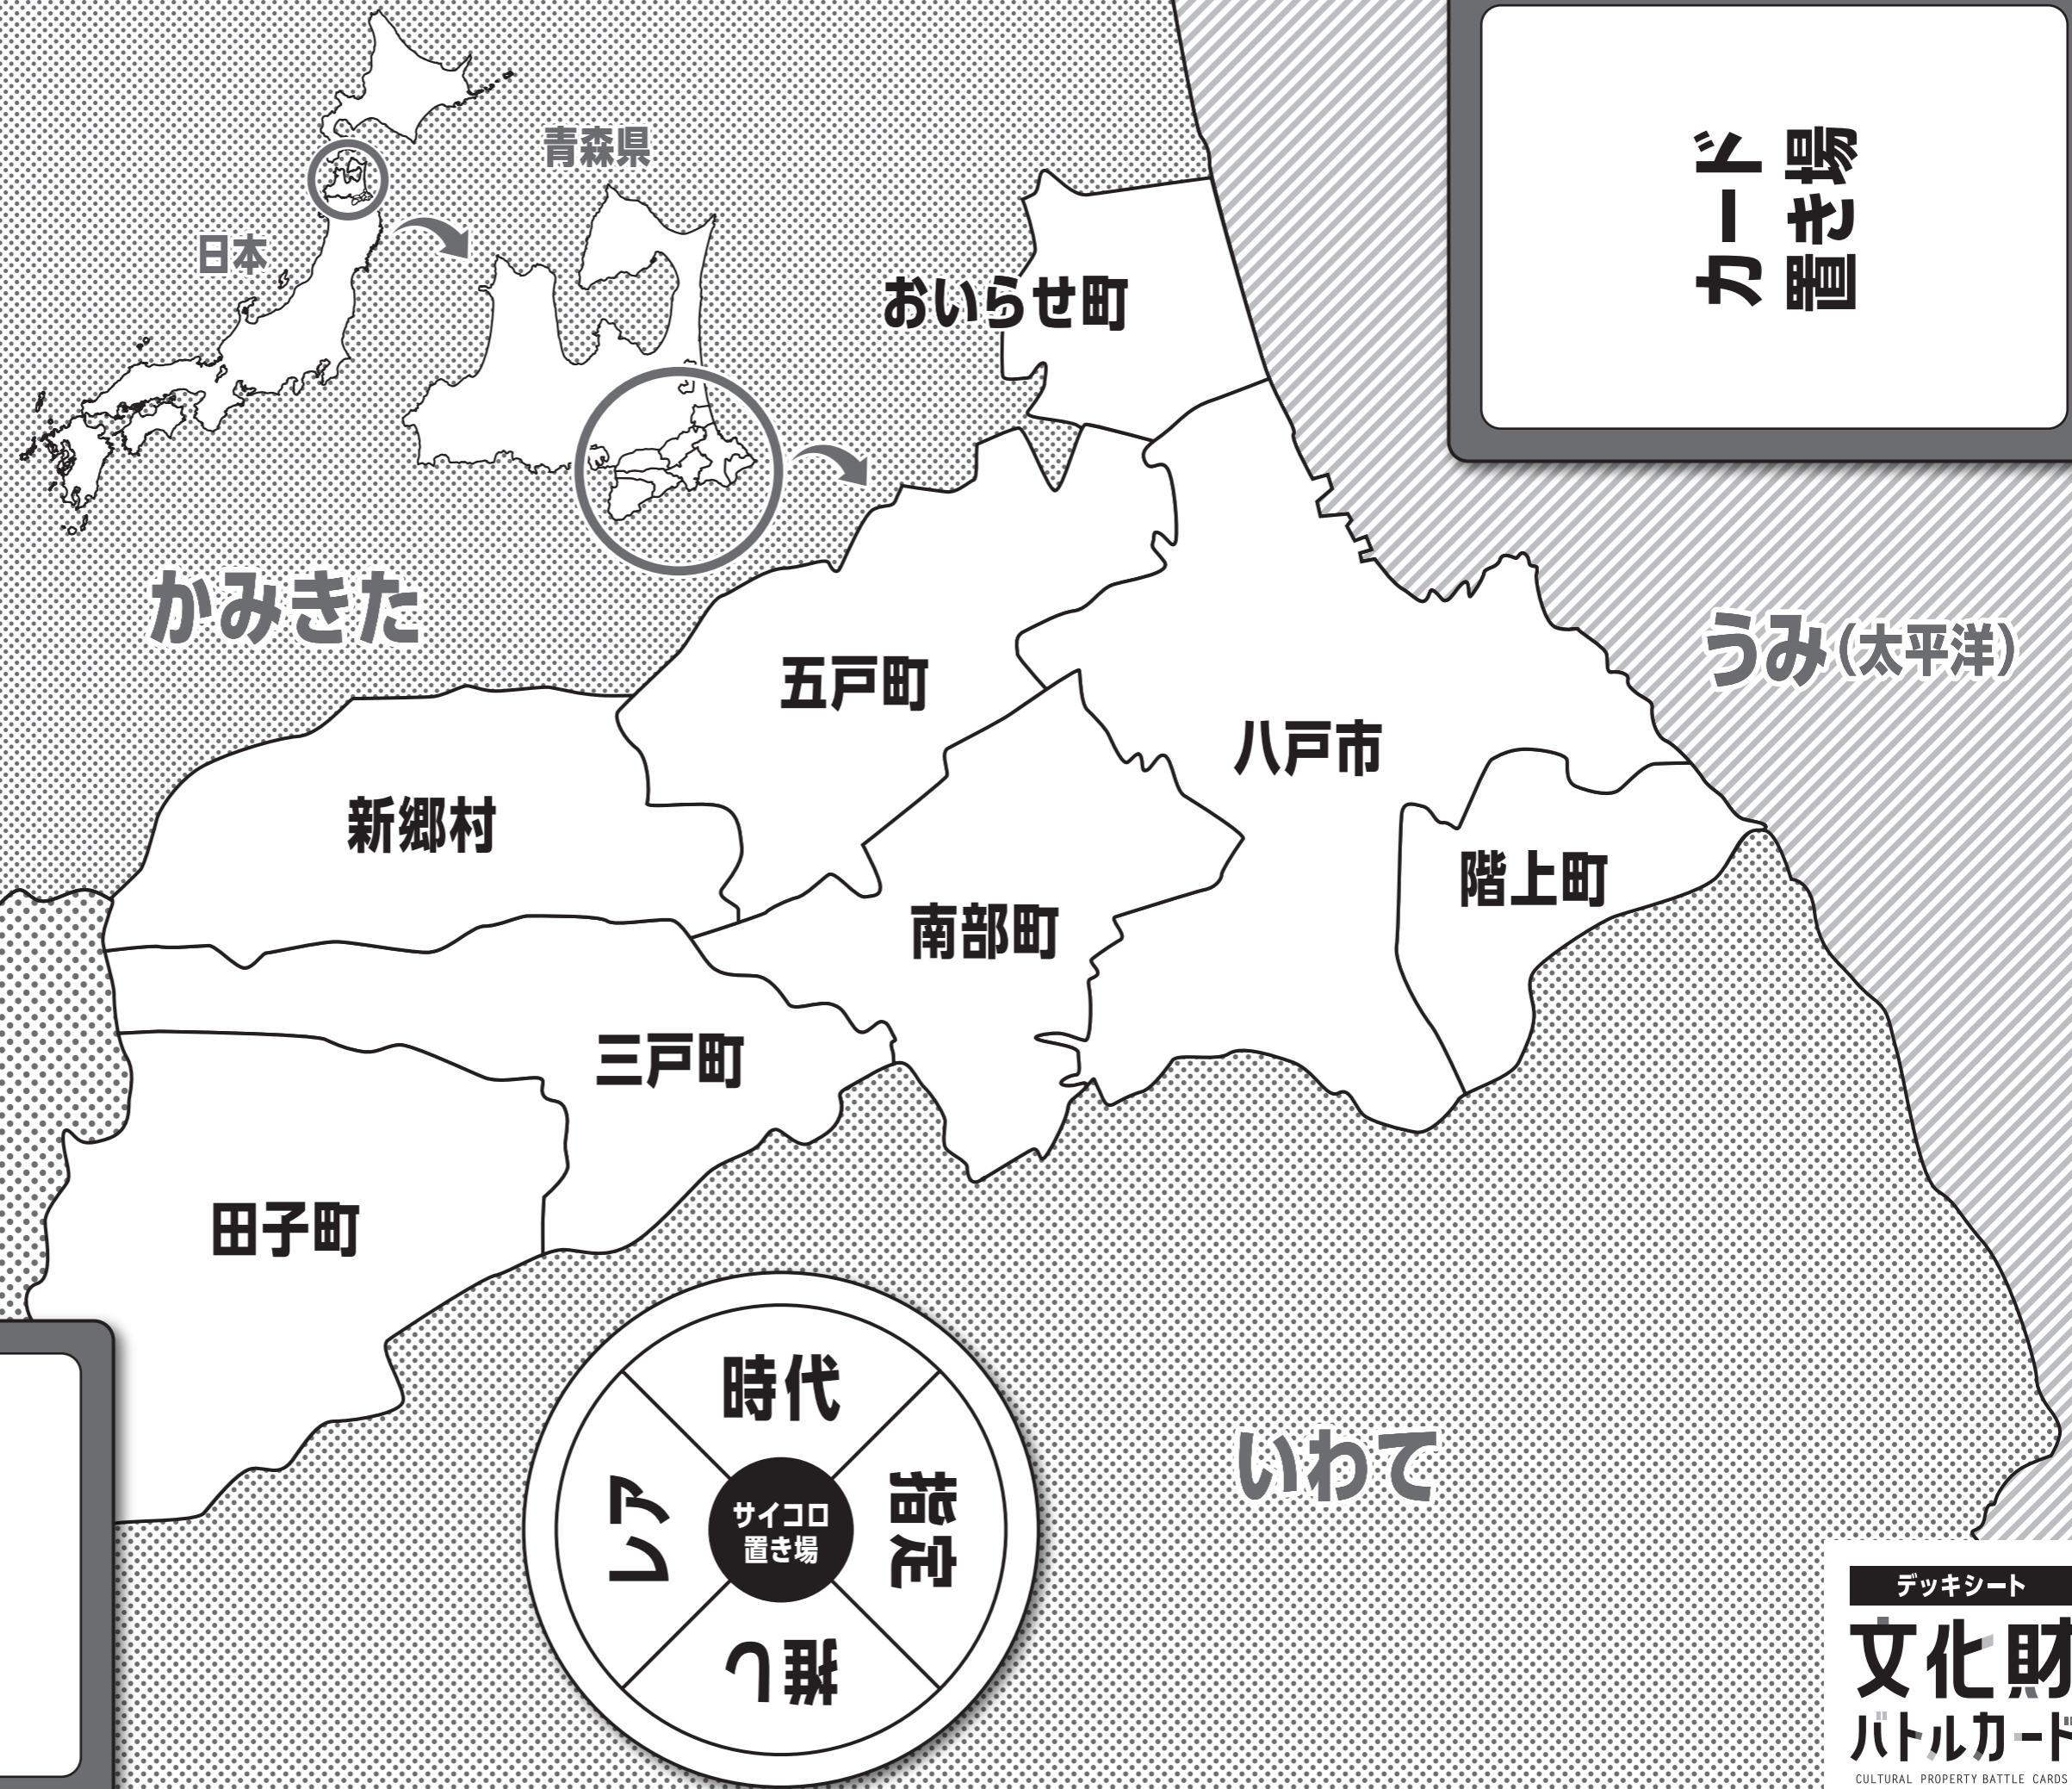 カード
置き場
青森県
日本
おいらせ町
かみきた
うみ（太平洋）
五戸町
八戸市
新郷村
階上町
南部町
三戸町
田子町
時代
指定
推し
レア
サイコロ
置き場
いわて
デッキシート
文化財
バトルカード
CULTURAL PROPERTY BATTLE CARDS